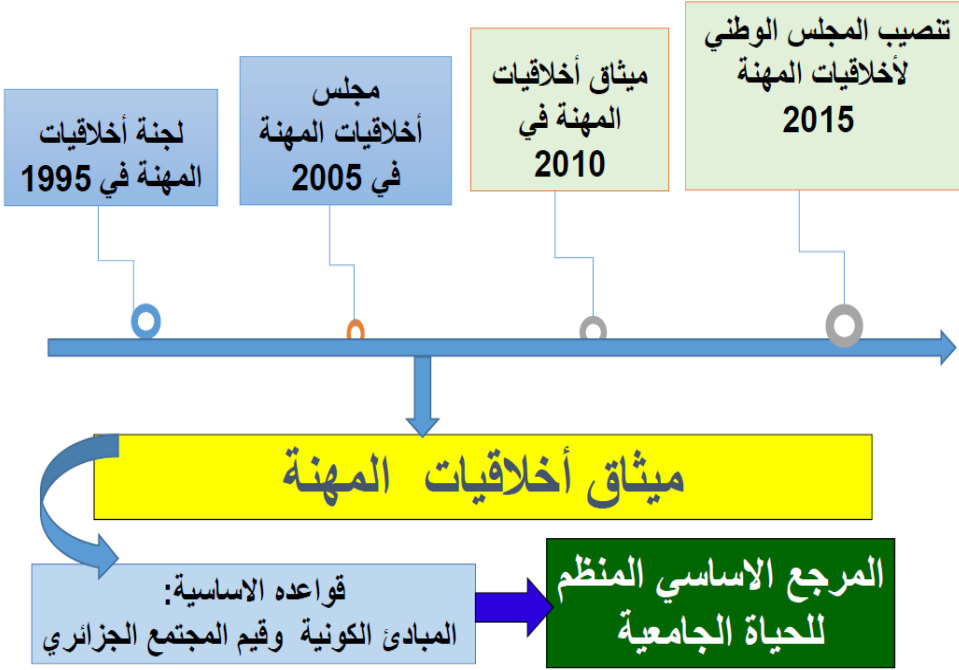 تنصيب المجلس الوطني
لأخلاقيات المهنة
2015
ميثاق أخلاقيات
المهنة في
2010
مجلس
أخلاقيات المهنة
في 2005
لجنة أخلاقيات
المهنة في 1995
ميثاق أخلاقيات المهنة
قواعده الاساسية:
المبادئ الكونية وقيم المجتمع الجزائري
المرجع الاساسي المنظم
للحياة الجامعية